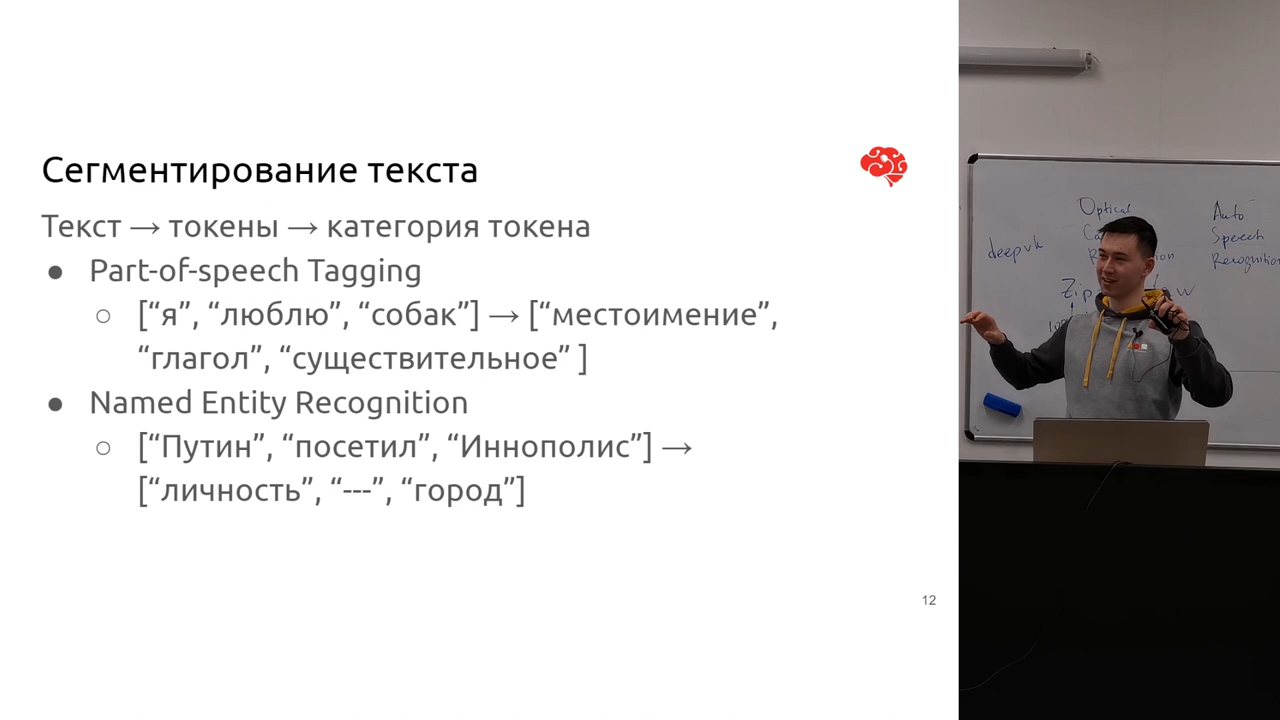 Сегментирование текста
Текст → токены → категория токена
● Part-of-speech Tagging
○ [“я”, “люблю”, “собак”] → [“местоимение”,
“глагол”, “существительное” ]
● Named Entity Recognition
○ [“Путин”, “посетил”, “Иннополис”] →
[“личность”, “---”, “город”]
12
Optical
deepvk
Auto
Speech
Recognition